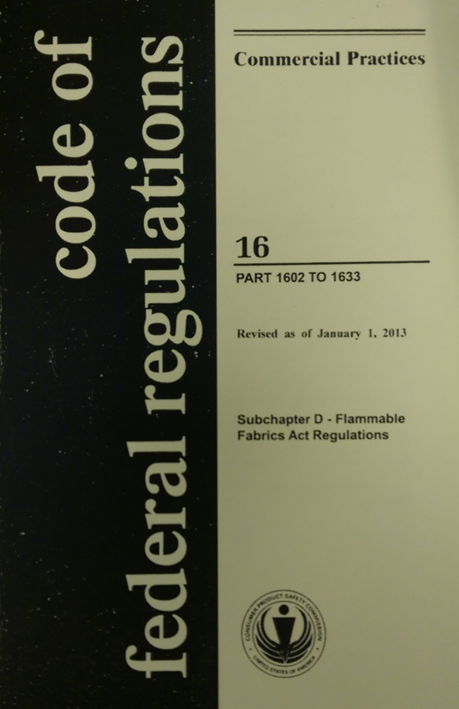 code of
federal regulations
Commercial Practices
16
PART 1602 TO 1633
Revised as of January 1, 2013
Subchapter D - Flammable
Fabrics Act Regulations
CONSUMER PRODUCT SAFETY COMMISSION
UNITED STATES OF AMERICA